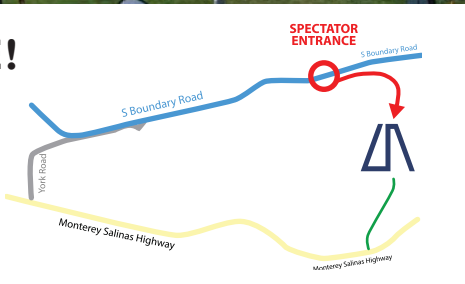 !
SPECTATOR
ENTRANCE
S Boundary Road
S Boundary Road
York Road
Monterey Salinas Highway
Monterey Salinas Highway